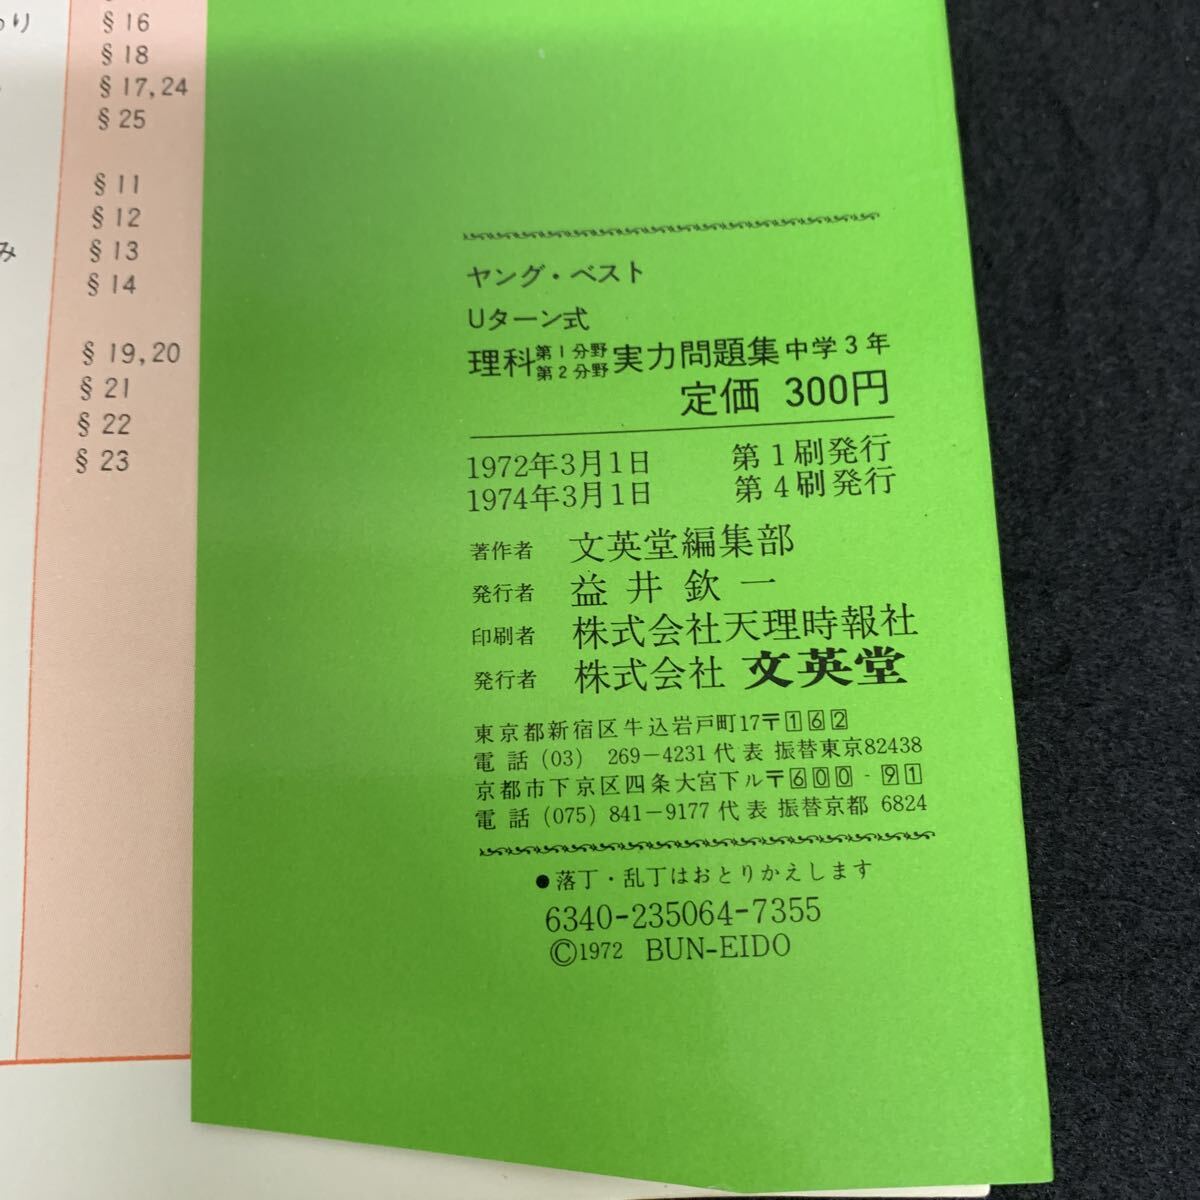 わり
§16
§18
§17,24
§25
§11
§12
み
§13
§14
§19,20
§21
§22
§23
ヤング・ベスト
Uターン式
理科第1分野第2分野実力問題集中学3年
定価 300円
1972年3月1日 第1刷発行
1974年3月1日 第4刷発行
著作者 文英堂編集部
発行者 益井欽一
印刷者 株式会社天理時報社
発行者 株式会社 文英堂
東京都新宿区牛込岩戸町17〒162
電話(03) 269-4231代表 振替東京82438
京都市下京区四条大宮下ル〒600-91
電話(075)841-9177代表 振替京都 6824
●落丁・乱丁はおとりかえします
6340-235064-7355
©1972 BUN-EIDO